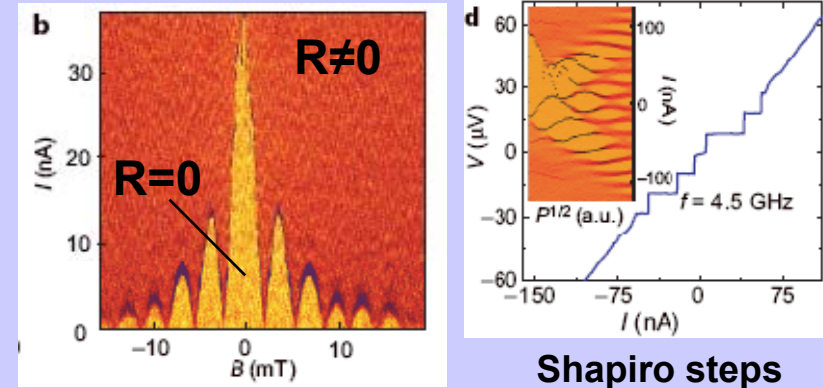 b
R≠0
R=0
30
20
10
0
I (nA)
−10 0 10
B (mT)
d
60
30
0
−30
−60
V (μV)
100
0
−100
I (nA)
P^1/2 (a.u.)
f = 4.5 GHz
−150 −75 0 75
I (nA)
Shapiro steps